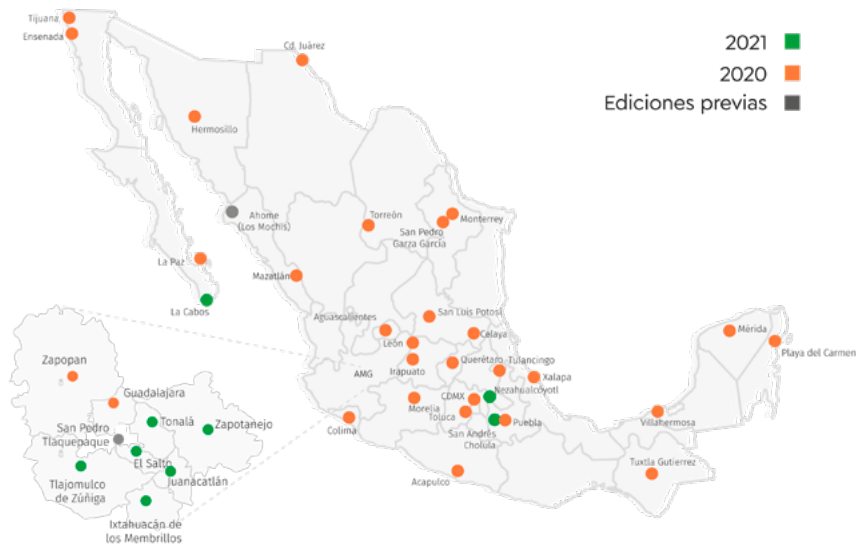 2021
2020
Ediciones previas
Tijuana
Ensenada
Cd. Juárez
Hermosillo
Ahome
(Los Mochis)
Torreón
San Pedro
Garza García
Monterrey
La Paz
Mazatlán
La Cabos
Aguascalientes
San Luis Potosí
León
Celaya
Irapuato
Querétaro
Tulancingo
AMG
Xalapa
Nezahualcoyotl
CDMX
Morelia
Toluca
Colima
San Andrés
Cholula
Puebla
Acapulco
Villahermosa
Tuxtla Gutierrez
Mérida
Playa del Carmen
Zapopan
Guadalajara
San Pedro
Tlaquepaque
Tonalá
Zapotanejo
El Salto
Juanacatlán
Tlajomulco
de Zúñiga
Ixtahuacán de
los Membrillos